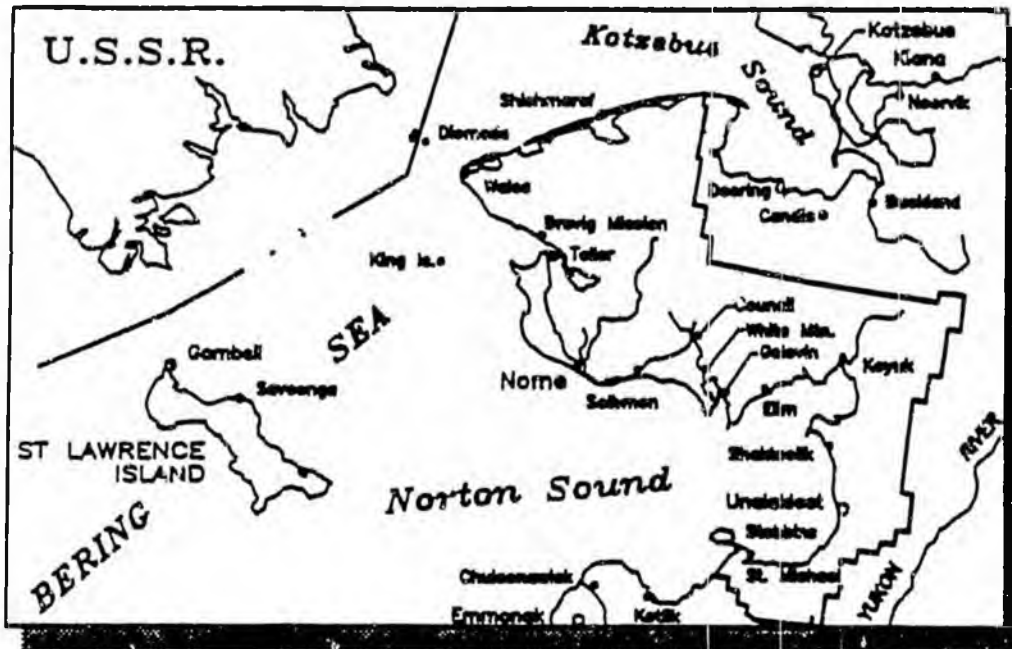 U.S.S.R.
Kotzebue
Sound
Kotzebue
Kiana
Noorvik
Shishmaref
Diomede
Wales
Deering
Candle
Buckland
Brevig Mission
Teller
King Is.
SEA
Council
White Mtn.
Golovin
Koyuk
Gambell
Savoonga
Nome
Solomon
Elim
ST LAWRENCE
ISLAND
Shaktoolik
RIVER
Norton Sound
Unalakleet
Stebbins
BERING
St. Michael
YUKON
Emmonak
Kotlik